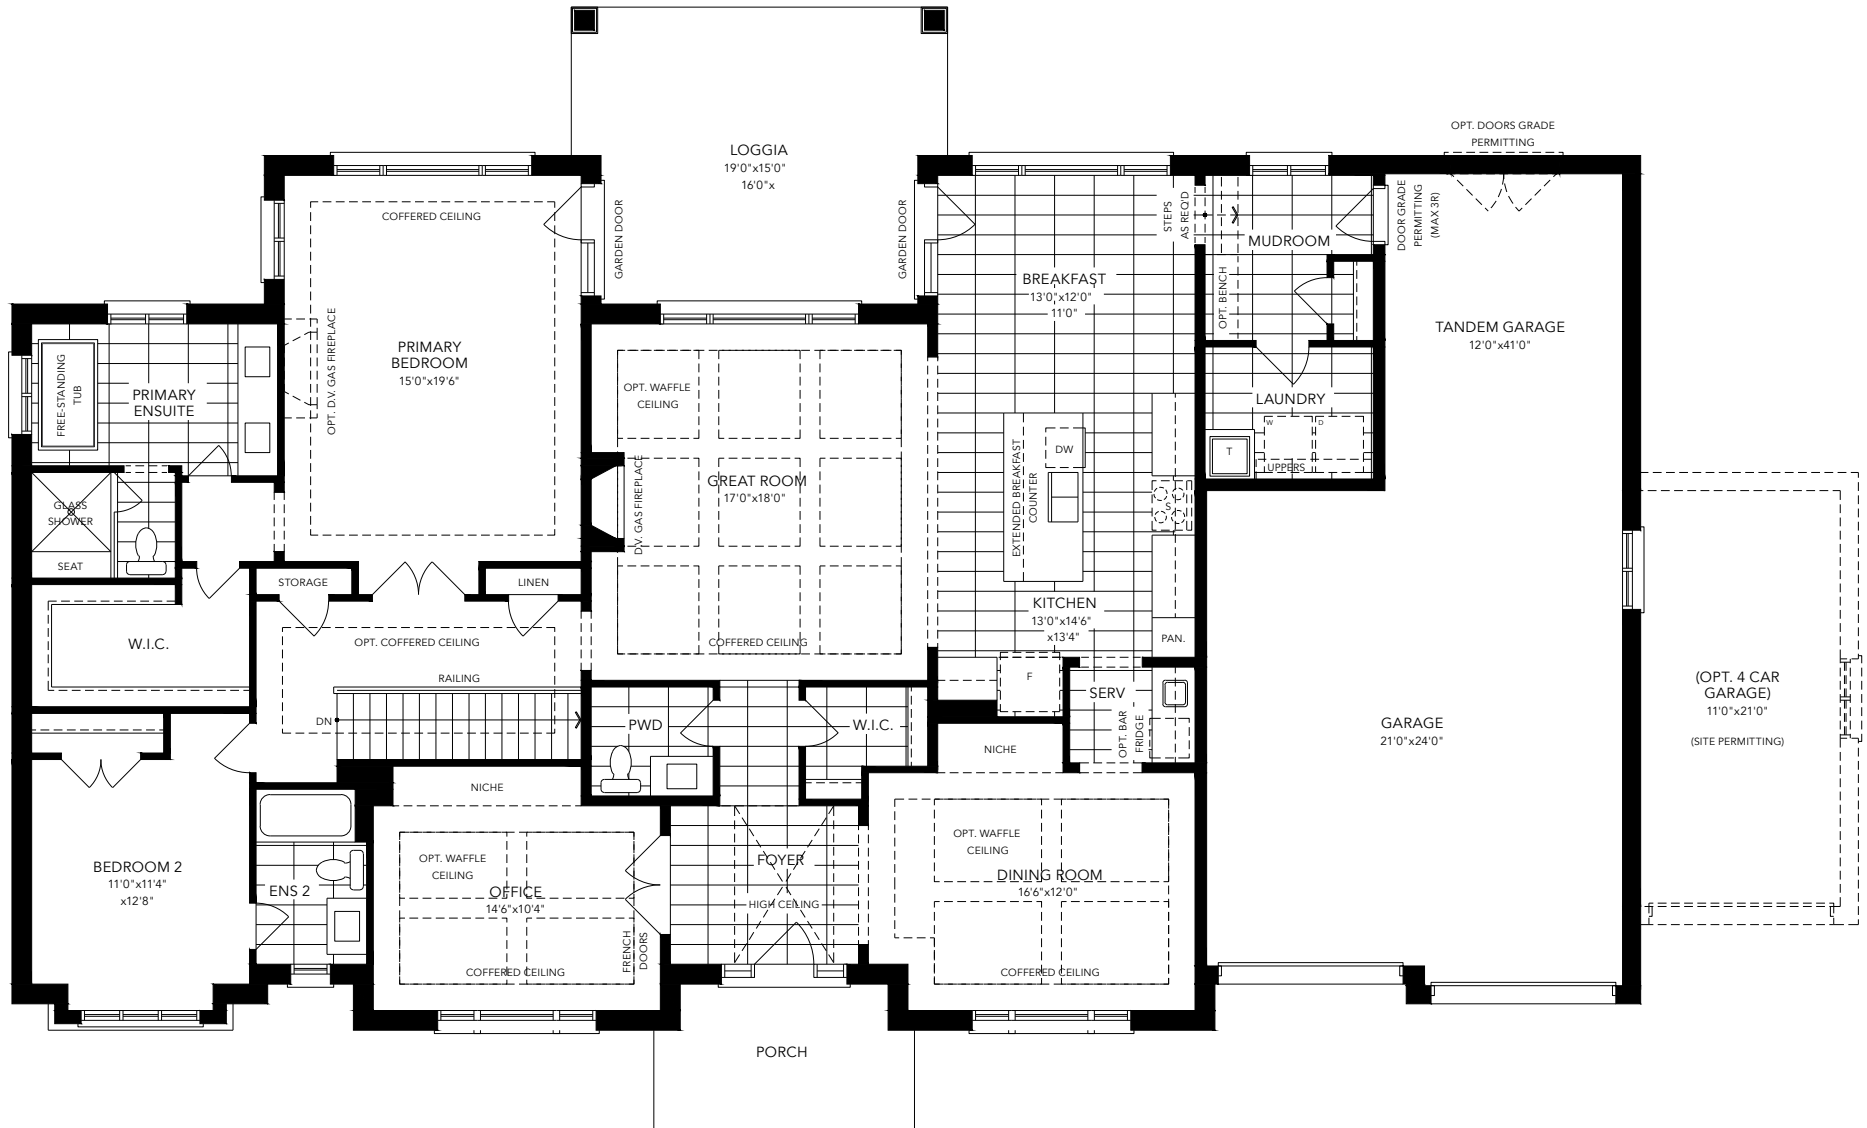 LOGGIA
19'0"x15'0"
16'0"x
OPT. DOORS GRADE
PERMITTING
COFFERED CEILING
GARDEN DOOR
GARDEN DOOR
STEPS
AS REQ'D
DOOR GRADE
PERMITTING
(MAX 3R)
MUDROOM
OPT. BENCH
BREAKFAST
13'0"x12'0"
11'0"
TANDEM GARAGE
12'0"x41'0"
PRIMARY
BEDROOM
15'0"x19'6"
OPT. D.V. GAS FIREPLACE
FREE-STANDING
TUB
PRIMARY
ENSUITE
OPT. WAFFLE
CEILING
LAUNDRY
W
D
T
UPPERS
GREAT ROOM
17'0"x18'0"
D.V. GAS FIREPLACE
EXTENDED BREAKFAST
COUNTER
DW
S
GLASS
SHOWER
SEAT
STORAGE
LINEN
KITCHEN
13'0"x14'6"
x13'4"
PAN.
W.I.C.
OPT. COFFERED CEILING
COFFERED CEILING
RAILING
F
SERV
OPT. BAR
FRIDGE
DN
PWD
W.I.C.
NICHE
NICHE
GARAGE
21'0"x24'0"
(OPT. 4 CAR
GARAGE)
11'0"x21'0"
(SITE PERMITTING)
BEDROOM 2
11'0"x11'4"
x12'8"
ENS 2
OPT. WAFFLE
CEILING
OFFICE
14'6"x10'4"
FRENCH
DOORS
COFFERED CEILING
FOYER
HIGH CEILING
OPT. WAFFLE
CEILING
DINING ROOM
16'6"x12'0"
COFFERED CEILING
PORCH